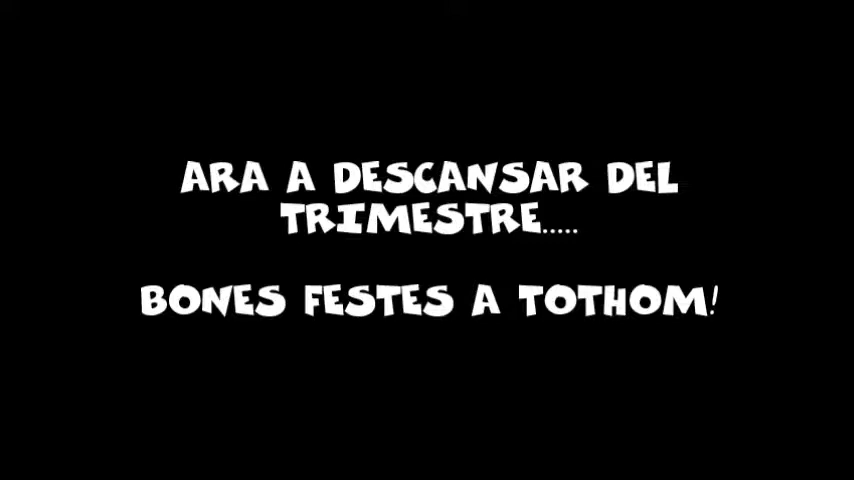 ARA A DESCANSAR DEL
TRIMESTRE.....
BONES FESTES A TOTHOM!